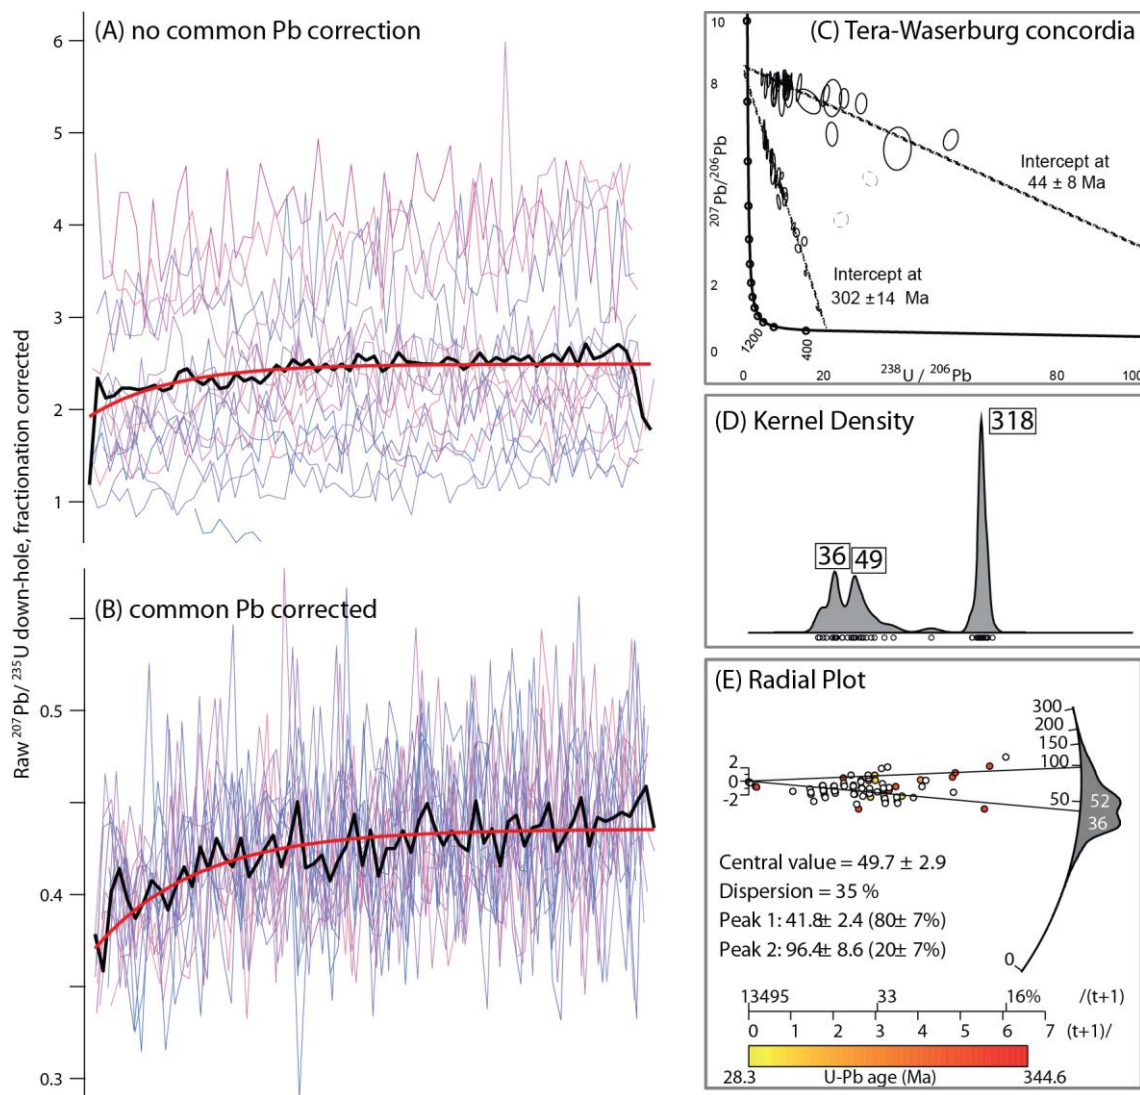 (A) no common Pb correction
6
5
4
3
2
1
Raw ²⁰⁷Pb/ ²³⁵U down-hole, fractionation corrected
(B) common Pb corrected
0.5
0.4
0.3
(C) Tera-Waserburg concordia
10
8
2
0
²⁰⁷Pb/²⁰⁶Pb
Intercept at
44 ± 8 Ma
Intercept at
302 ±14 Ma
1200
400
0
20
²³⁸U / ²⁰⁶Pb
80
100
(D) Kernel Density
318
36
49
(E) Radial Plot
300
200
150
100
50
0
52
36
2
0
-2
Central value = 49.7 ± 2.9
Dispersion = 35 %
Peak 1: 41.8± 2.4 (80± 7%)
Peak 2: 96.4± 8.6 (20± 7%)
13495 33 16% /(t+1)
0 1 2 3 4 5 6 7 (t+1)/
28.3 U-Pb age (Ma) 344.6